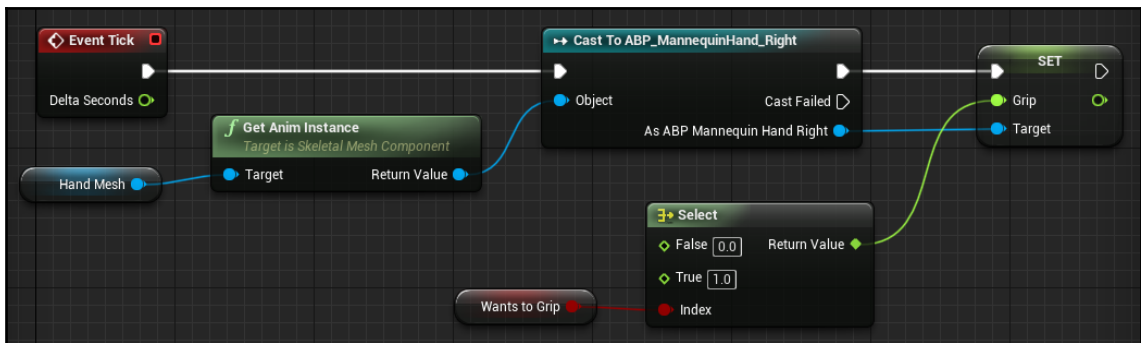 Event Tick
Delta Seconds
Get Anim Instance
Target is Skeletal Mesh Component
Target
Return Value
Hand Mesh
Cast To ABP_MannequinHand_Right
Object
Cast Failed
As ABP Mannequin Hand Right
SET
Grip
Target
Select
False 0.0
Return Value
True 1.0
Index
Wants to Grip